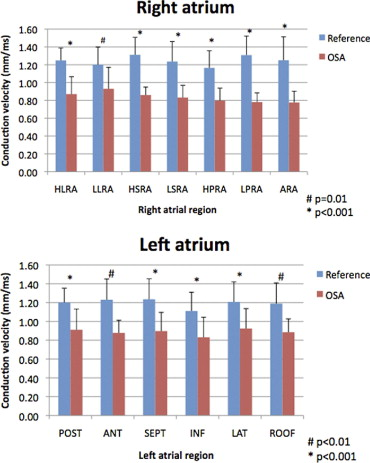 Right atrium
Conduction velocity (mm/ms)
1.60
1.40
1.20
1.00
0.80
0.60
0.40
0.20
0.00
* # * * * * *
Reference
OSA
HLRA LLRA HSRA LSRA HPRA LPRA ARA
Right atrial region
# p=0.01
* p<0.001
Left atrium
Conduction velocity (mm/ms)
1.60
1.40
1.20
1.00
0.80
0.60
0.40
0.20
0.00
* # * * * #
Reference
OSA
POST ANT SEPT INF LAT ROOF
Left atrial region
# p<0.01
* p<0.001